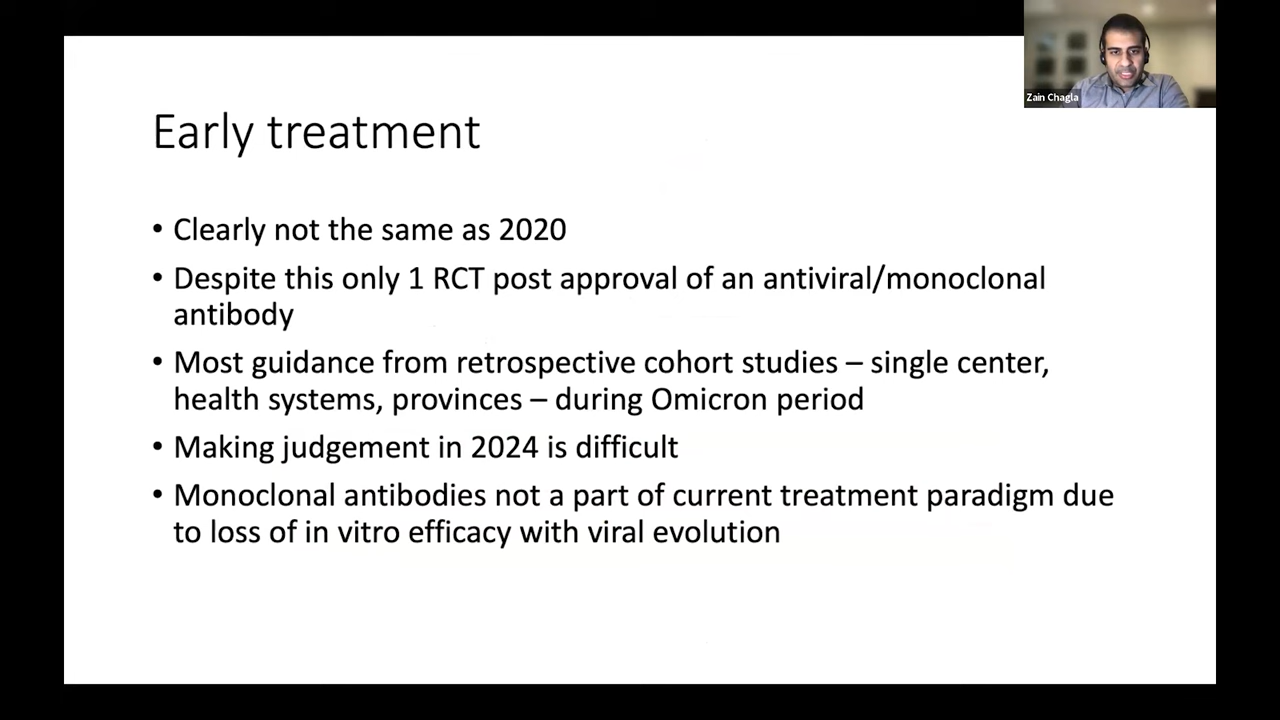 Zain Chagla
Early treatment
• Clearly not the same as 2020
• Despite this only 1 RCT post approval of an antiviral/monoclonal
antibody
• Most guidance from retrospective cohort studies – single center,
health systems, provinces – during Omicron period
• Making judgement in 2024 is difficult
• Monoclonal antibodies not a part of current treatment paradigm due
to loss of in vitro efficacy with viral evolution